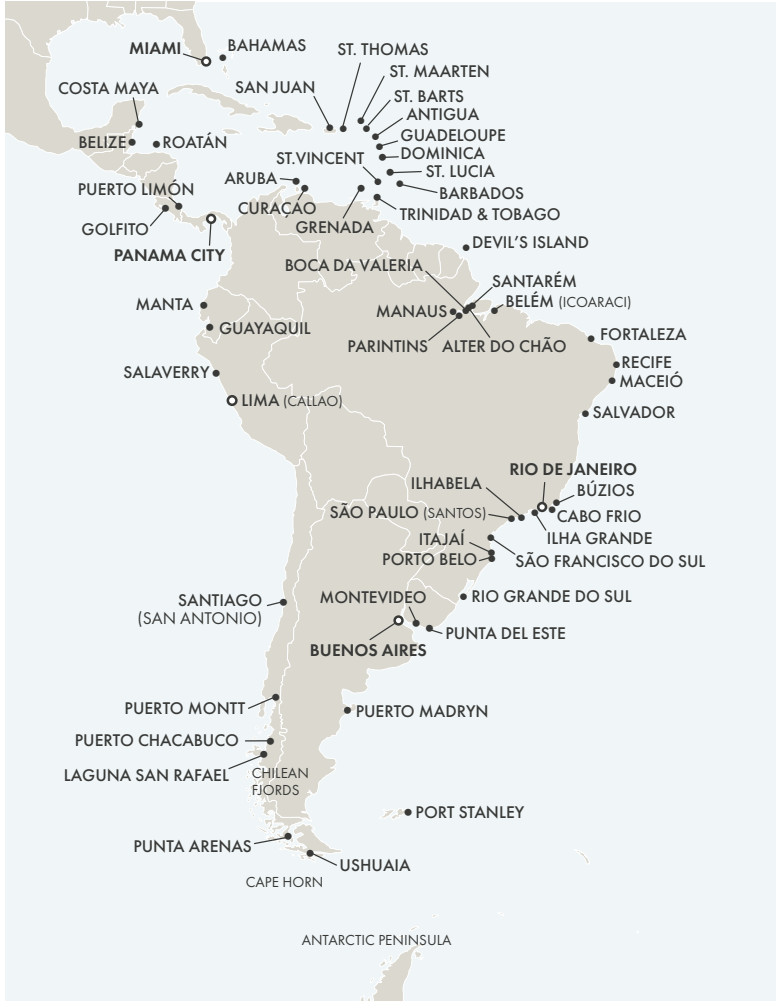 MIAMI
BAHAMAS
ST. THOMAS
ST. MAARTEN
COSTA MAYA
SAN JUAN
ST. BARTS
ANTIGUA
BELIZE
ROATÁN
GUADELOUPE
DOMINICA
ST.VINCENT
ST. LUCIA
ARUBA
PUERTO LIMÓN
BARBADOS
CURAÇAO
TRINIDAD & TOBAGO
GOLFITO
GRENADA
DEVIL'S ISLAND
PANAMA CITY
BOCA DA VALERIA
SANTARÉM
MANTA
MANAUS
BELÉM (ICOARACI)
GUAYAQUIL
FORTALEZA
PARINTINS
ALTER DO CHÃO
RECIFE
SALAVERRY
MACEIÓ
LIMA (CALLAO)
SALVADOR
RIO DE JANEIRO
ILHABELA
BÚZIOS
SÃO PAULO (SANTOS)
CABO FRIO
ITAJAÍ
ILHA GRANDE
PORTO BELO
SÃO FRANCISCO DO SUL
SANTIAGO
(SAN ANTONIO)
MONTEVIDEO
RIO GRANDE DO SUL
PUNTA DEL ESTE
BUENOS AIRES
PUERTO MONTT
PUERTO MADRYN
PUERTO CHACABUCO
LAGUNA SAN RAFAEL
CHILEAN
FJORDS
PORT STANLEY
PUNTA ARENAS
USHUAIA
CAPE HORN
ANTARCTIC PENINSULA